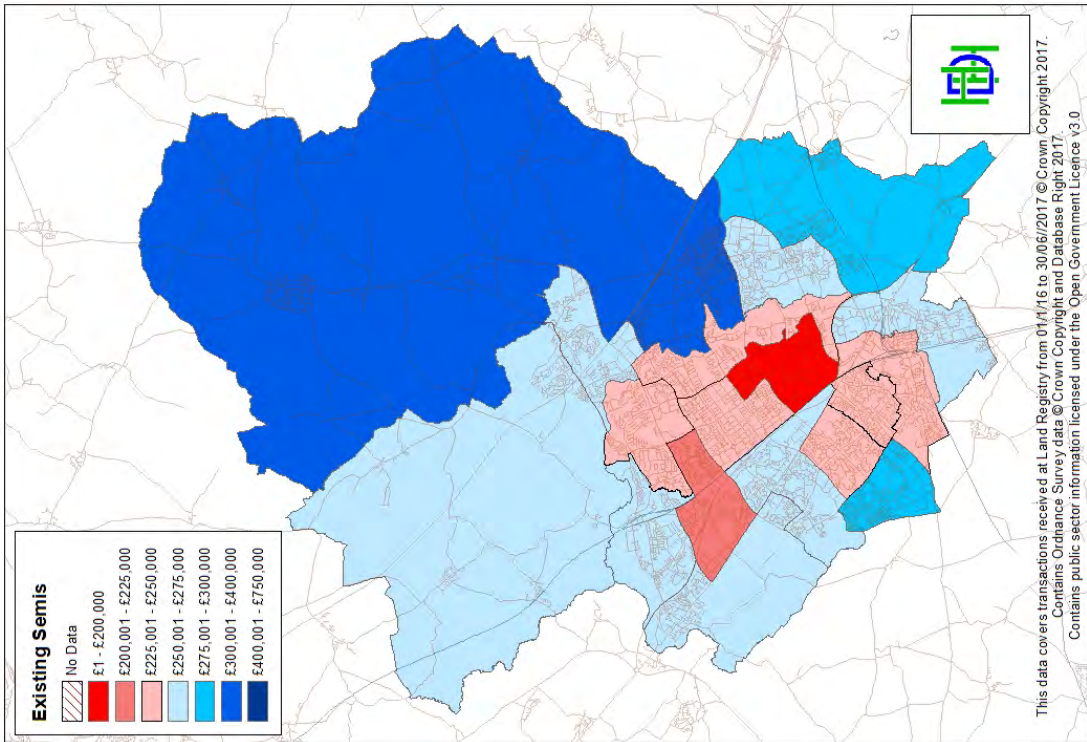 Existing Semis
No Data
£1 - £200,000
£200,001 - £225,000
£225,001 - £250,000
£250,001 - £275,000
£275,001 - £300,000
£300,001 - £400,000
£400,001 - £750,000
HDH
This data covers transactions received at Land Registry from 01/1/16 to 30/06//2017 © Crown Copyright 2017.
Contains Ordnance Survey data © Crown Copyright and Database Right 2017.
Contains public sector information licensed under the Open Government Licence v3.0